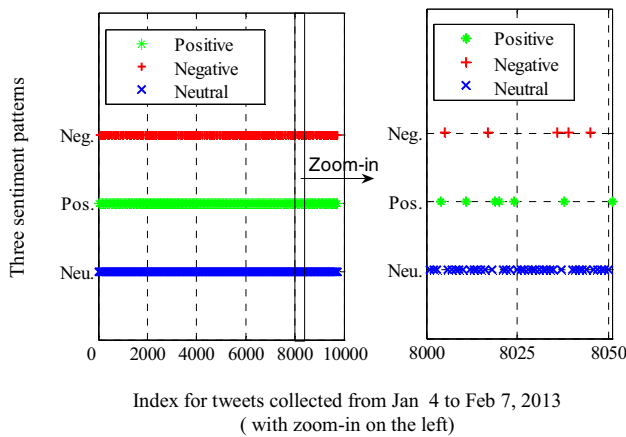 Positive
Negative
Neutral
Positive
Negative
Neutral
Three sentiment patterns
Neg.
Pos.
Neu.
Zoom-in
Neg.
Pos.
Neu.
0 2000 4000 6000 8000 10000
8000 8025 8050
Index for tweets collected from Jan 4 to Feb 7, 2013
( with zoom-in on the left)